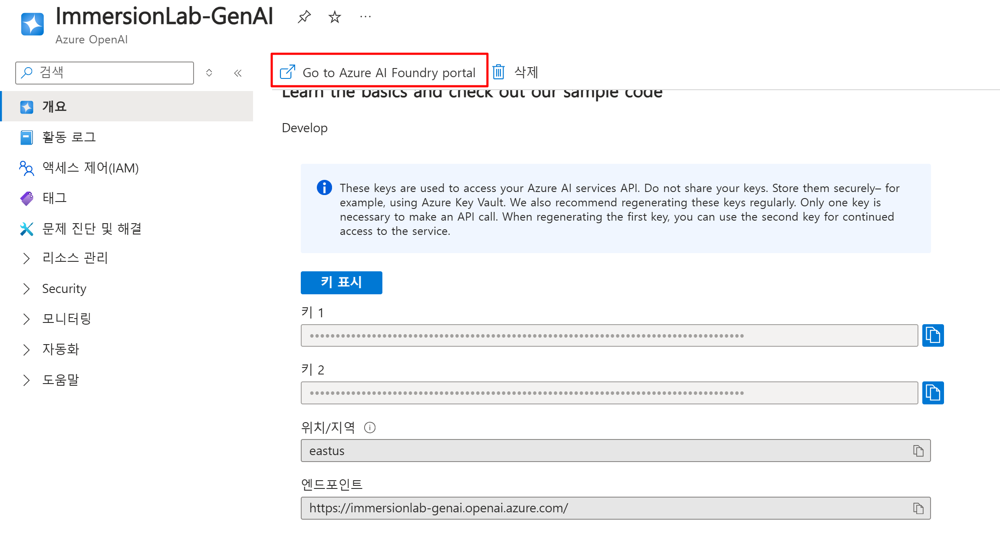 ImmersionLab-GenAI
Azure OpenAI
검색
Go to Azure AI Foundry portal
삭제
개요
활동 로그
액세스 제어(IAM)
태그
문제 진단 및 해결
리소스 관리
Security
모니터링
자동화
도움말
Learn the basics and check out our sample code
Develop
These keys are used to access your Azure AI services API. Do not share your keys. Store them securely– for
example, using Azure Key Vault. We also recommend regenerating these keys regularly. Only one key is
necessary to make an API call. When regenerating the first key, you can use the second key for continued
access to the service.
키 표시
키 1
키 2
위치/지역
eastus
엔드포인트
https://immersionlab-genai.openai.azure.com/